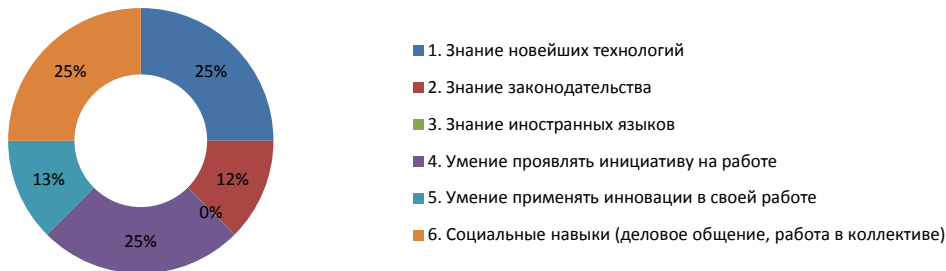 25%
25%
13%
12%
0%
25%
1. Знание новейших технологий
2. Знание законодательства
3. Знание иностранных языков
4. Умение проявлять инициативу на работе
5. Умение применять инновации в своей работе
6. Социальные навыки (деловое общение, работа в коллективе)